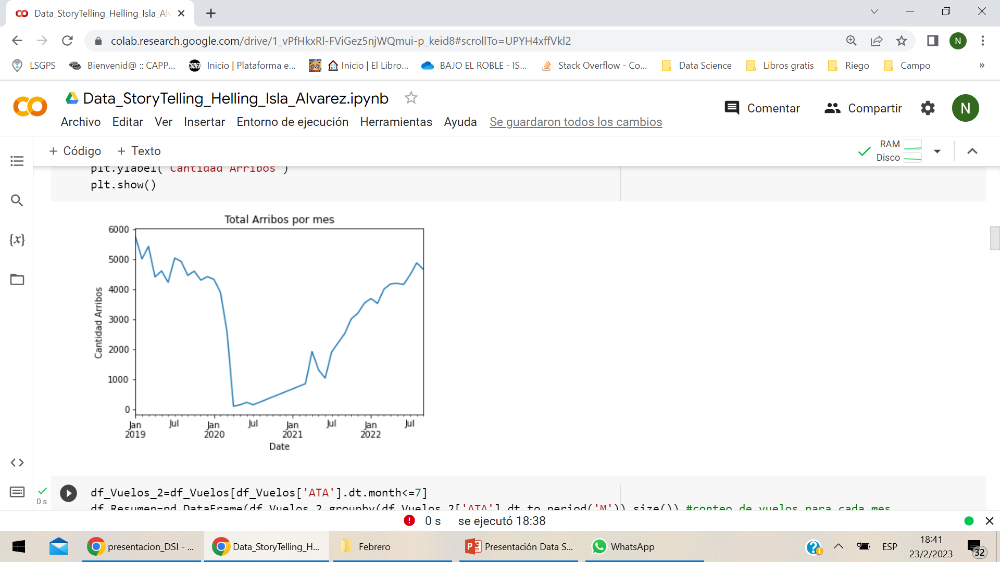 Data_StoryTelling_Helling_Isla_Alv
colab.research.google.com/drive/1_vPfHkxRl-FViGez5njWQmui-p_keid8#scrollTo=UPYH4xffVkl2
N
LSGPS
Bienvenid@ :: CAPP...
CODER
Inicio | Plataforma e...
Inicio | El Libro...
BAJO EL ROBLE - IS...
Stack Overflow - Co...
Data Science
Libros gratis
Riego
Campo
»
Data_StoryTelling_Helling_Isla_Alvarez.ipynb
Comentar
Compartir
N
Archivo Editar Ver Insertar Entorno de ejecución Herramientas Ayuda Se guardaron todos los cambios
+ Código + Texto
RAM
Disco
plt.ylabel('Cantidad Arribos')
plt.show()
{x}
Total Arribos por mes
6000
5000
4000
3000
2000
1000
0
Cantidad Arribos
Jan Jul Jan Jul Jan Jul Jan Jul
2019 2020 2021 2022
Date
df_Vuelos_2=df_Vuelos[df_Vuelos['ATA'].dt.month<=7]
0 s
df_Resumen=pd.DataFrame(df_Vuelos_2.groupby(df_Vuelos_2['ATA'].dt.to_period('M')).size()) #conteo de vuelos para cada mes
0 s se ejecutó 18:38
presentacion_DSI - ...
Data_StoryTelling_H...
Febrero
Presentación Data S...
WhatsApp
ESP
18:41
23/2/2023
32